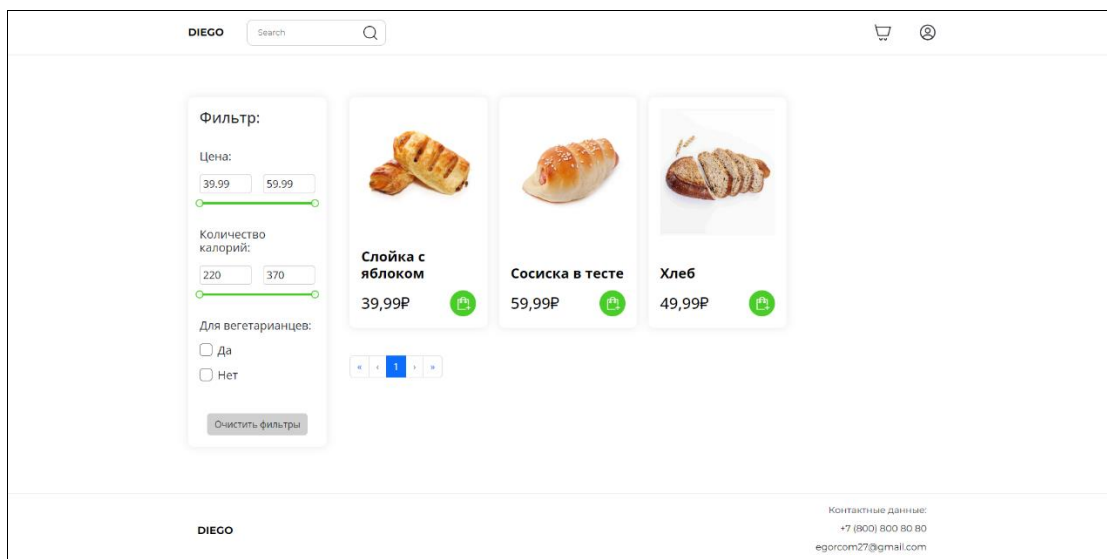 DIEGO
Search
Фильтр:
Цена:
39.99 59.99
Количество
калорий:
220 370
Для вегетарианцев:
Да
Нет
Очистить фильтры
Слойка с
яблоком
39,99₽
Сосиска в тесте
59,99₽
Хлеб
49,99₽
« ‹ 1 › »
DIEGO
Контактные данные:
+7 (800) 800 80 80
egorcom27@gmail.com